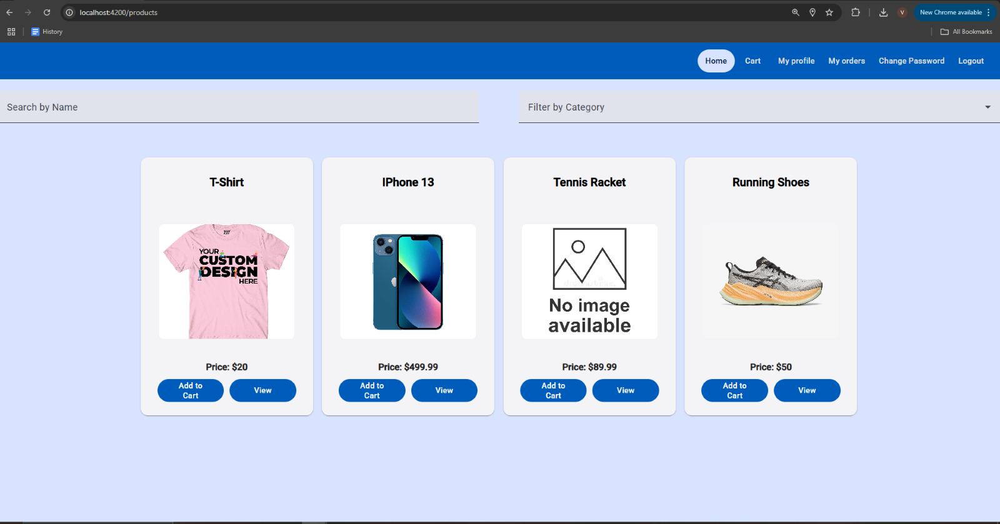 localhost:4200/products
V
New Chrome available
History
All Bookmarks
Home
Cart
My profile
My orders
Change Password
Logout
Search by Name
Filter by Category
T-Shirt
YOUR
CUSTOM
DESIGN
HERE
Price: $20
Add to
Cart
View
IPhone 13
Price: $499.99
Add to
Cart
View
Tennis Racket
No image
available
Price: $89.99
Add to
Cart
View
Running Shoes
Price: $50
Add to
Cart
View